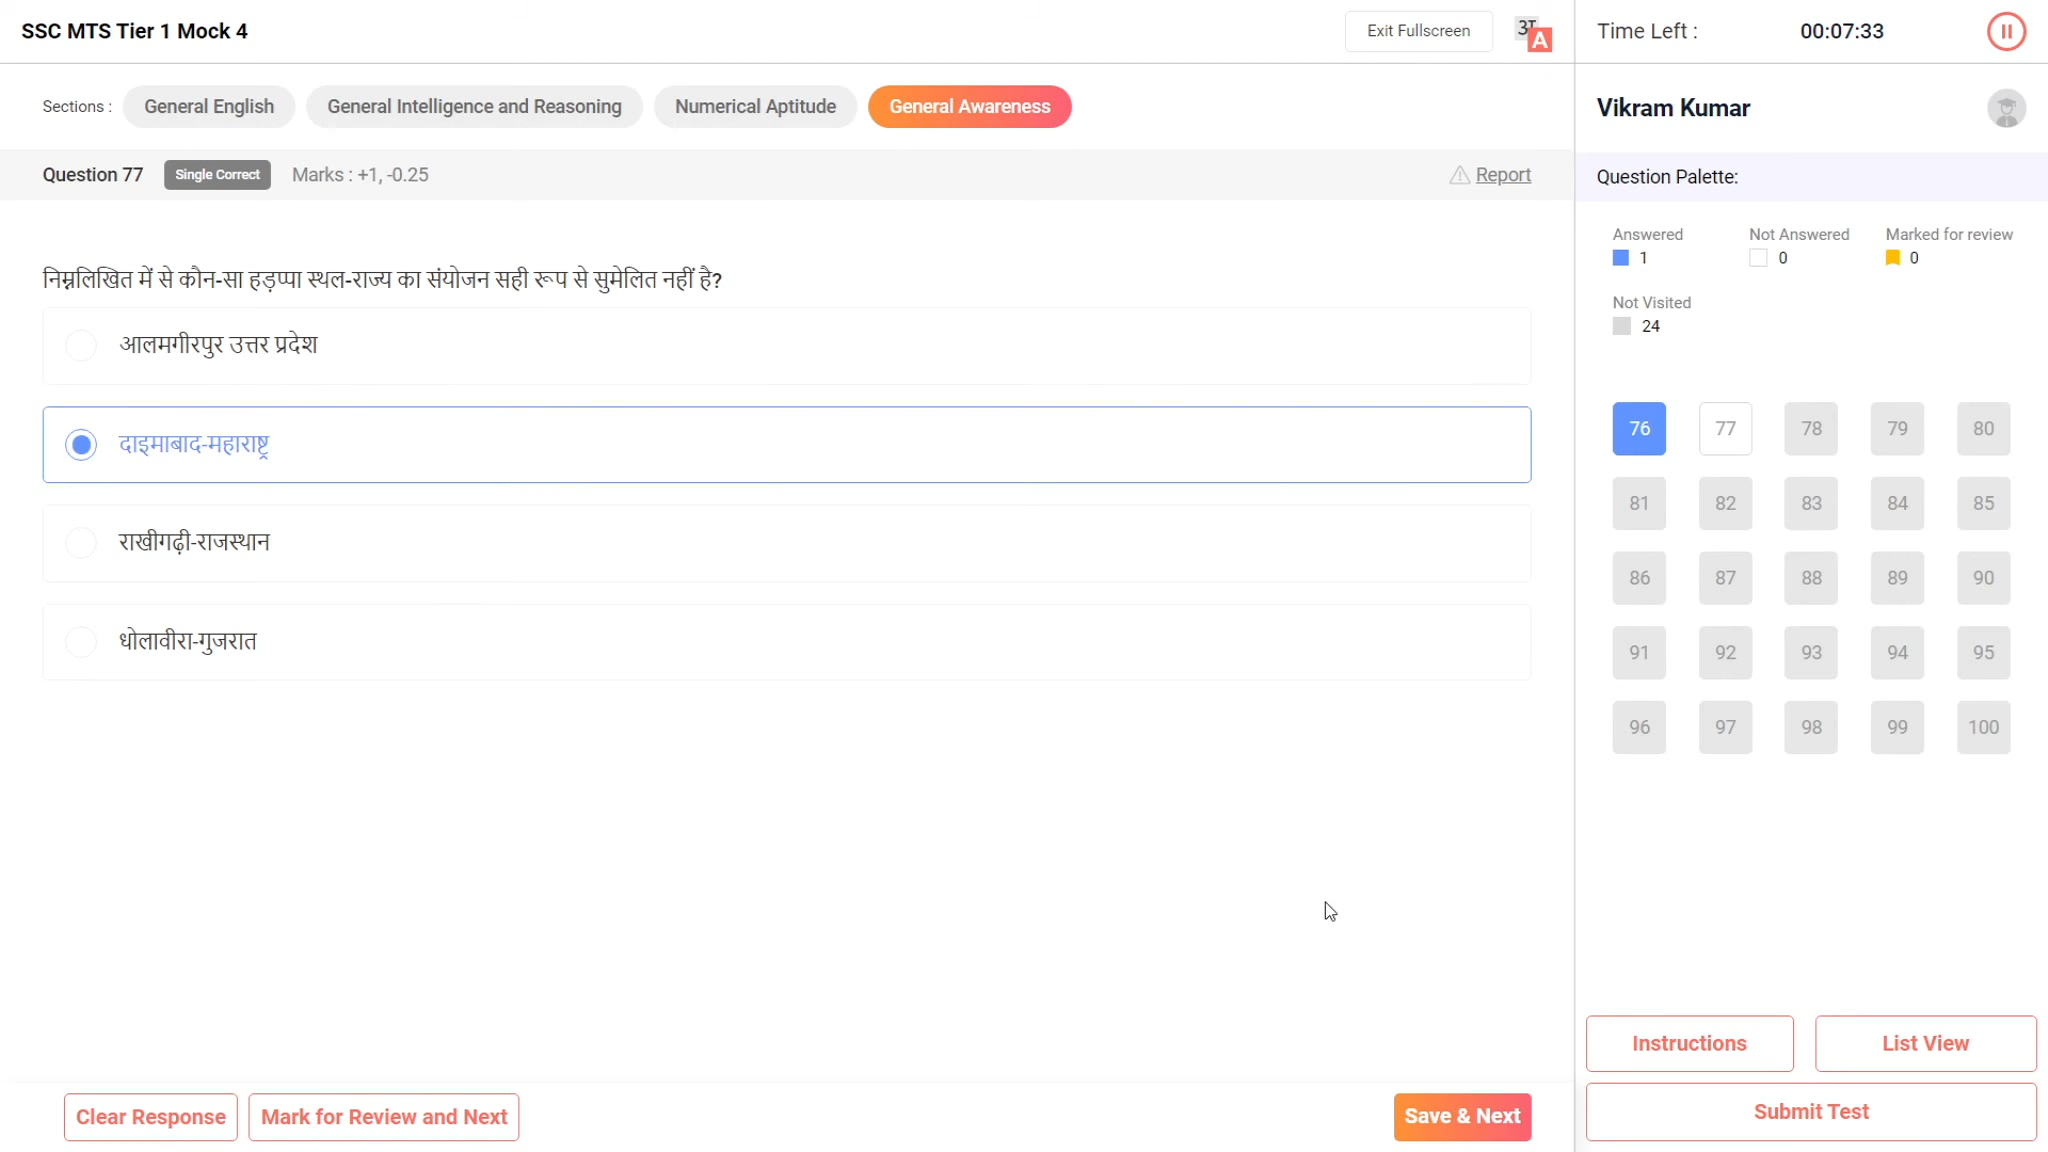 SSC MTS Tier 1 Mock 4
Exit Fullscreen
अ A
Time Left :
00:07:33
Sections :
General English
General Intelligence and Reasoning
Numerical Aptitude
General Awareness
Vikram Kumar
Question 77
Single Correct
Marks : +1, -0.25
Report
Question Palette:
Answered
1
Not Answered
0
Marked for review
0
Not Visited
24
निम्नलिखित में से कौन-सा हड़प्पा स्थल-राज्य का संयोजन सही रूप से सुमेलित नहीं है?
आलमगीरपुर उत्तर प्रदेश
दाइमाबाद-महाराष्ट्र
राखीगढ़ी-राजस्थान
धोलावीरा-गुजरात
76 77 78 79 80
81 82 83 84 85
86 87 88 89 90
91 92 93 94 95
96 97 98 99 100
Instructions
List View
Clear Response
Mark for Review and Next
Save & Next
Submit Test